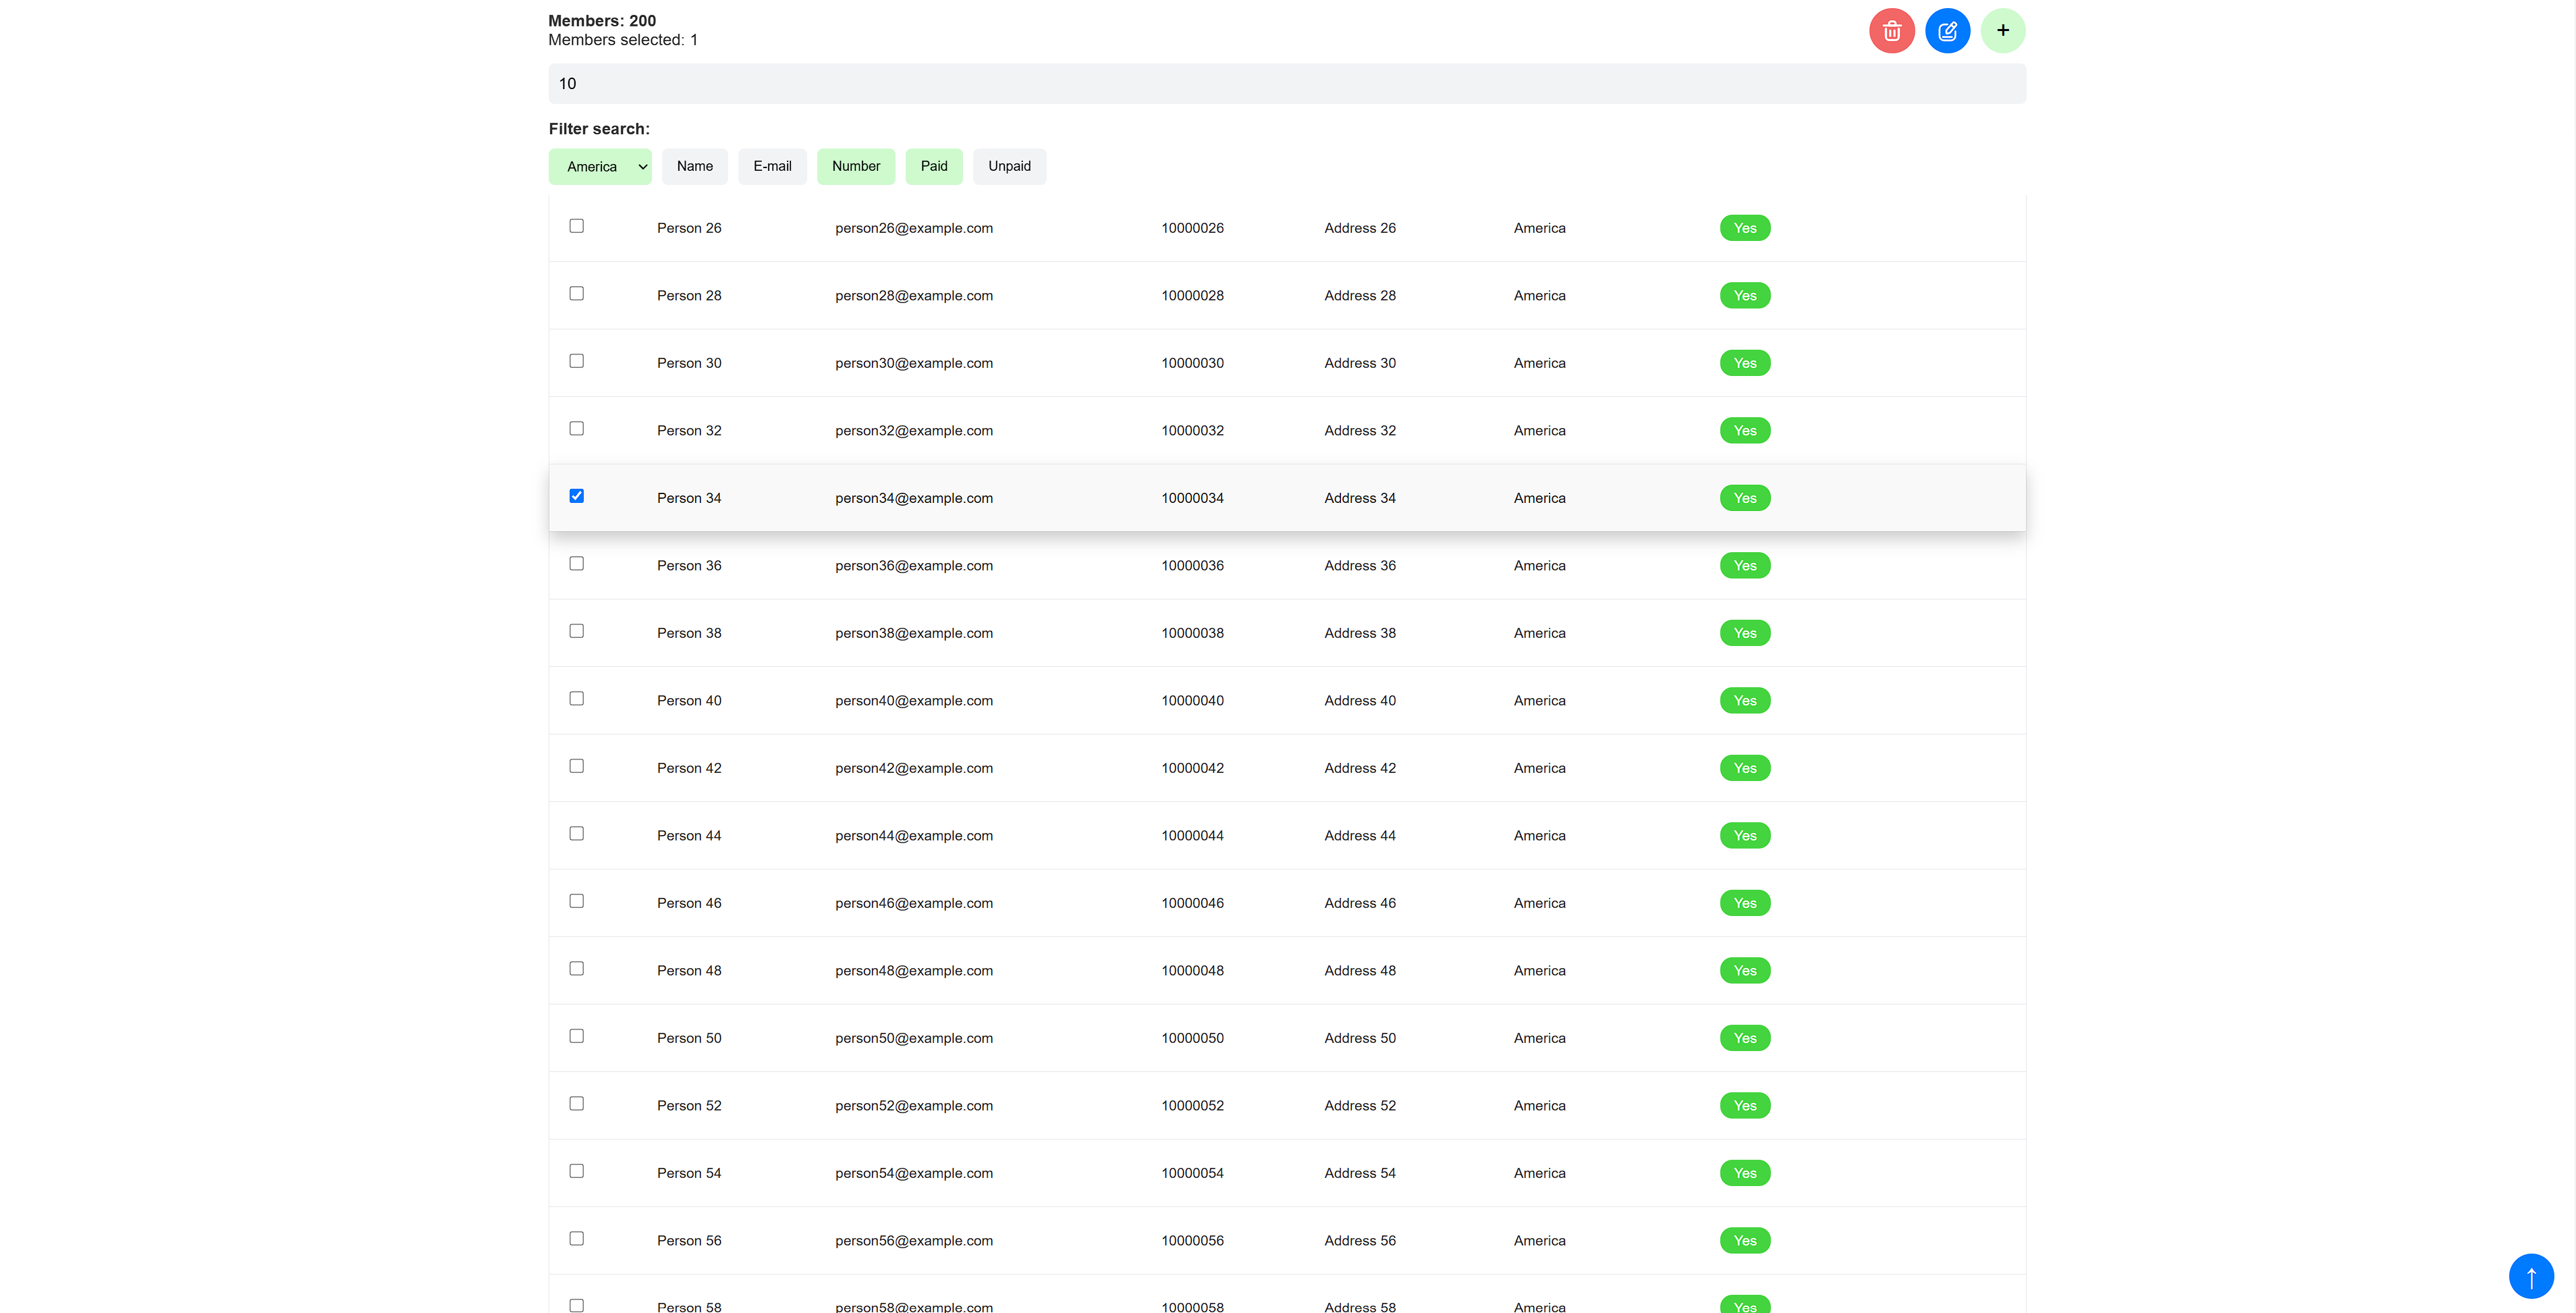 Members: 200
Members selected: 1
+
10
Filter search:
America Name E-mail Number Paid Unpaid
Person 26 person26@example.com 10000026 Address 26 America Yes
Person 28 person28@example.com 10000028 Address 28 America Yes
Person 30 person30@example.com 10000030 Address 30 America Yes
Person 32 person32@example.com 10000032 Address 32 America Yes
Person 34 person34@example.com 10000034 Address 34 America Yes
Person 36 person36@example.com 10000036 Address 36 America Yes
Person 38 person38@example.com 10000038 Address 38 America Yes
Person 40 person40@example.com 10000040 Address 40 America Yes
Person 42 person42@example.com 10000042 Address 42 America Yes
Person 44 person44@example.com 10000044 Address 44 America Yes
Person 46 person46@example.com 10000046 Address 46 America Yes
Person 48 person48@example.com 10000048 Address 48 America Yes
Person 50 person50@example.com 10000050 Address 50 America Yes
Person 52 person52@example.com 10000052 Address 52 America Yes
Person 54 person54@example.com 10000054 Address 54 America Yes
Person 56 person56@example.com 10000056 Address 56 America Yes
Person 58 person58@example.com 10000058 Address 58 America Yes
↑